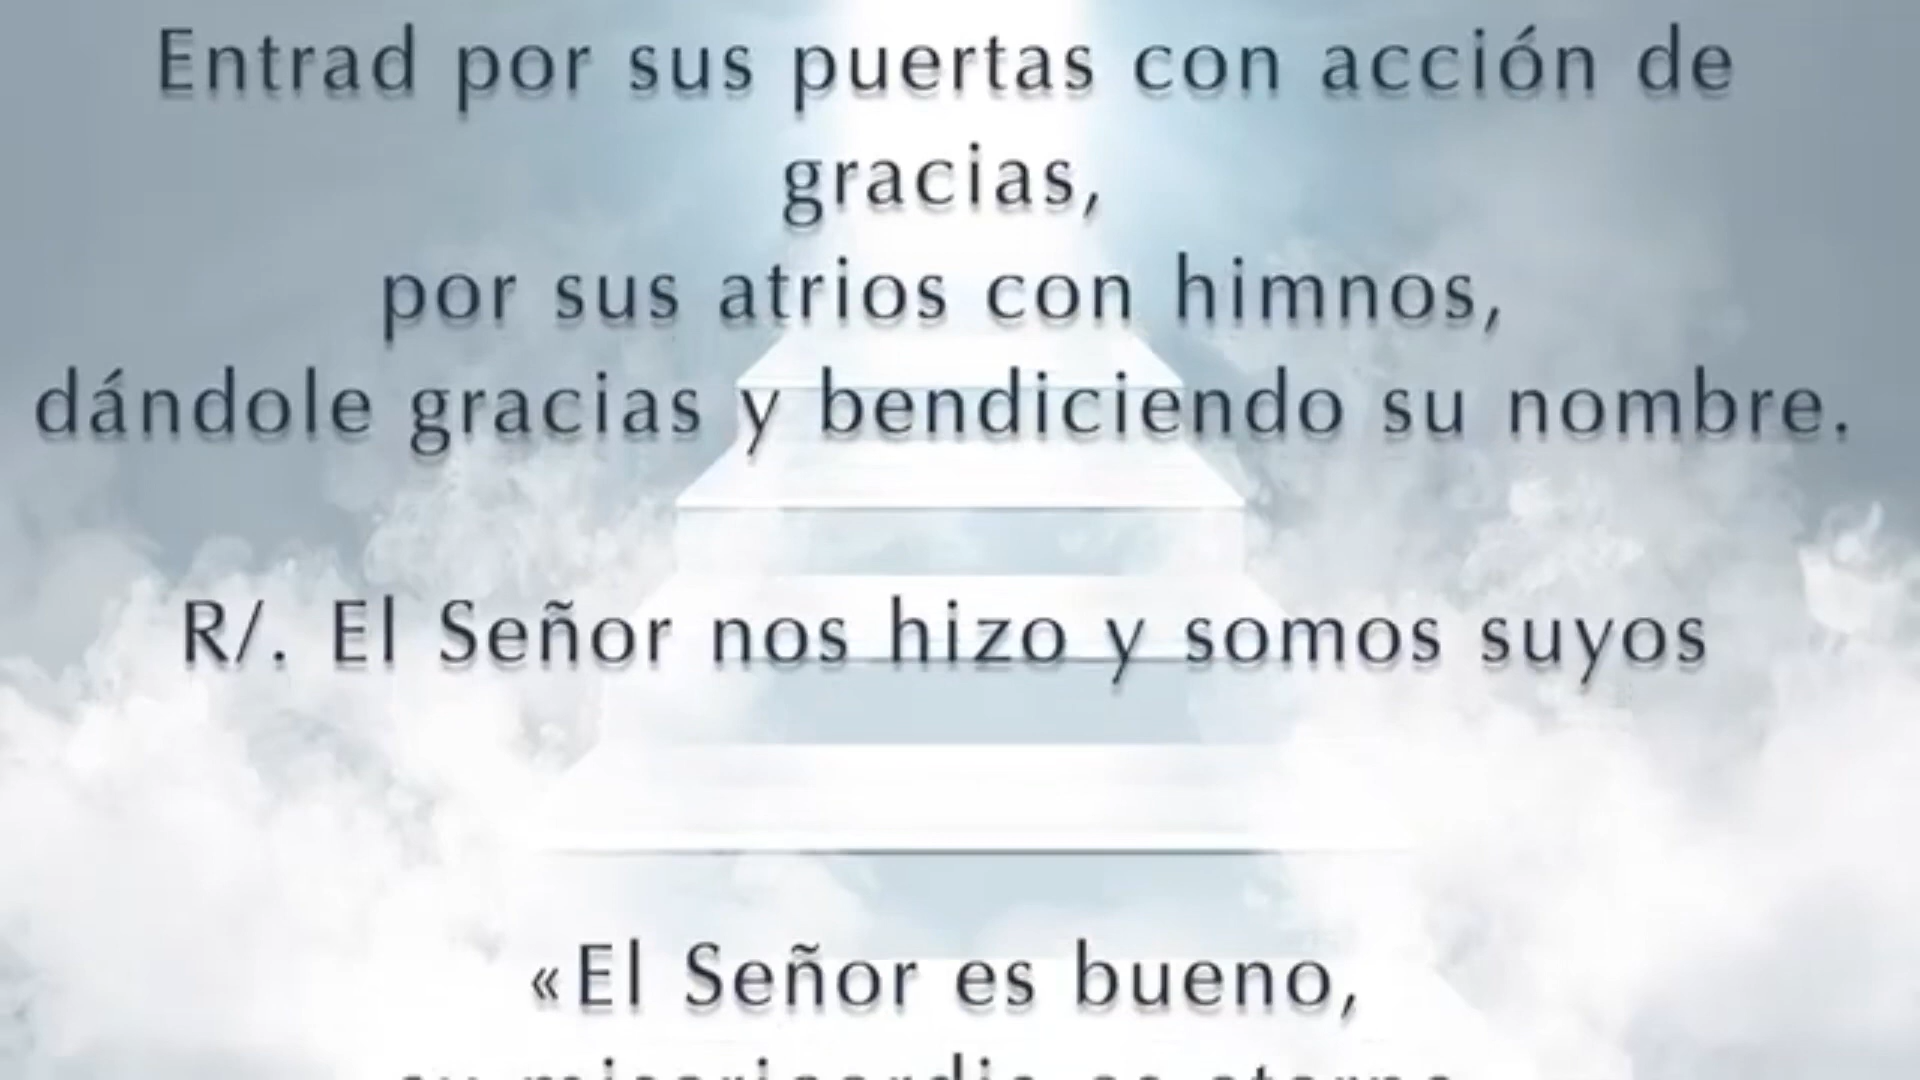 Entrad por sus puertas con acción de
gracias,
por sus atrios con himnos,
dándole gracias y bendiciendo su nombre.
R/. El Señor nos hizo y somos suyos
«El Señor es bueno,
su misericordia es eterna